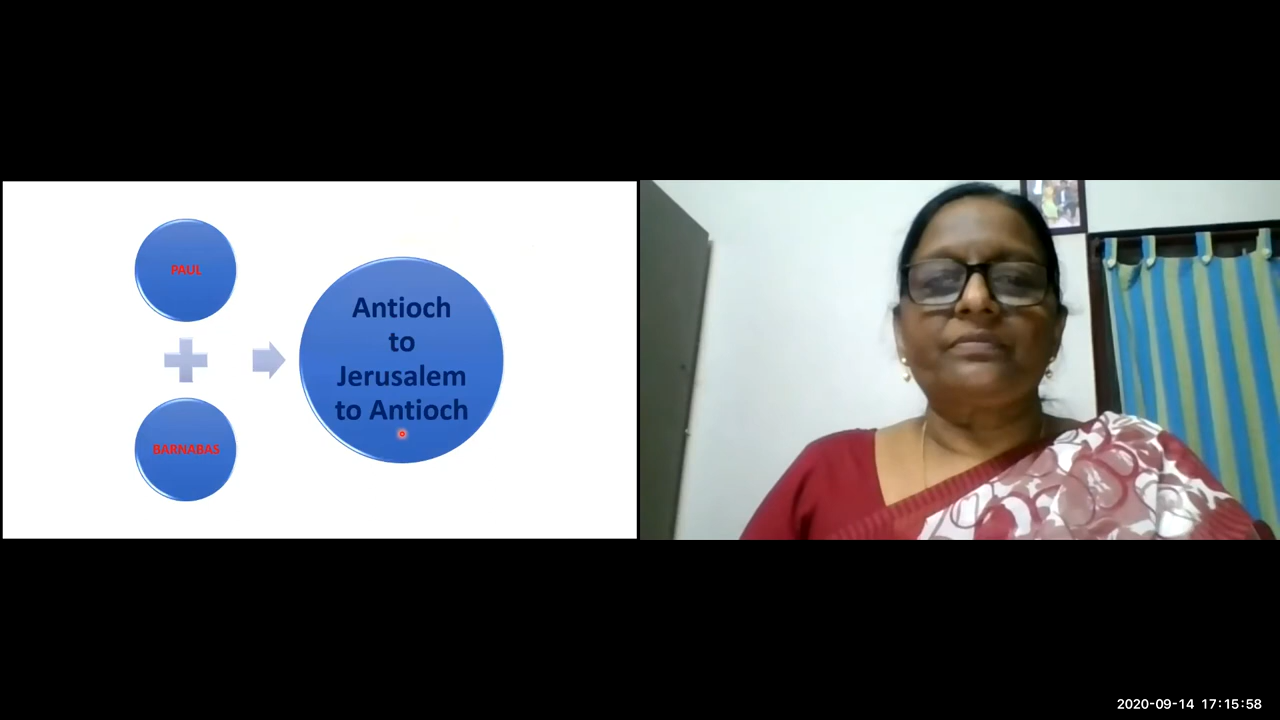 PAUL
BARNABAS
Antioch
to
Jerusalem
to Antioch
2020-09-14 17:15:58